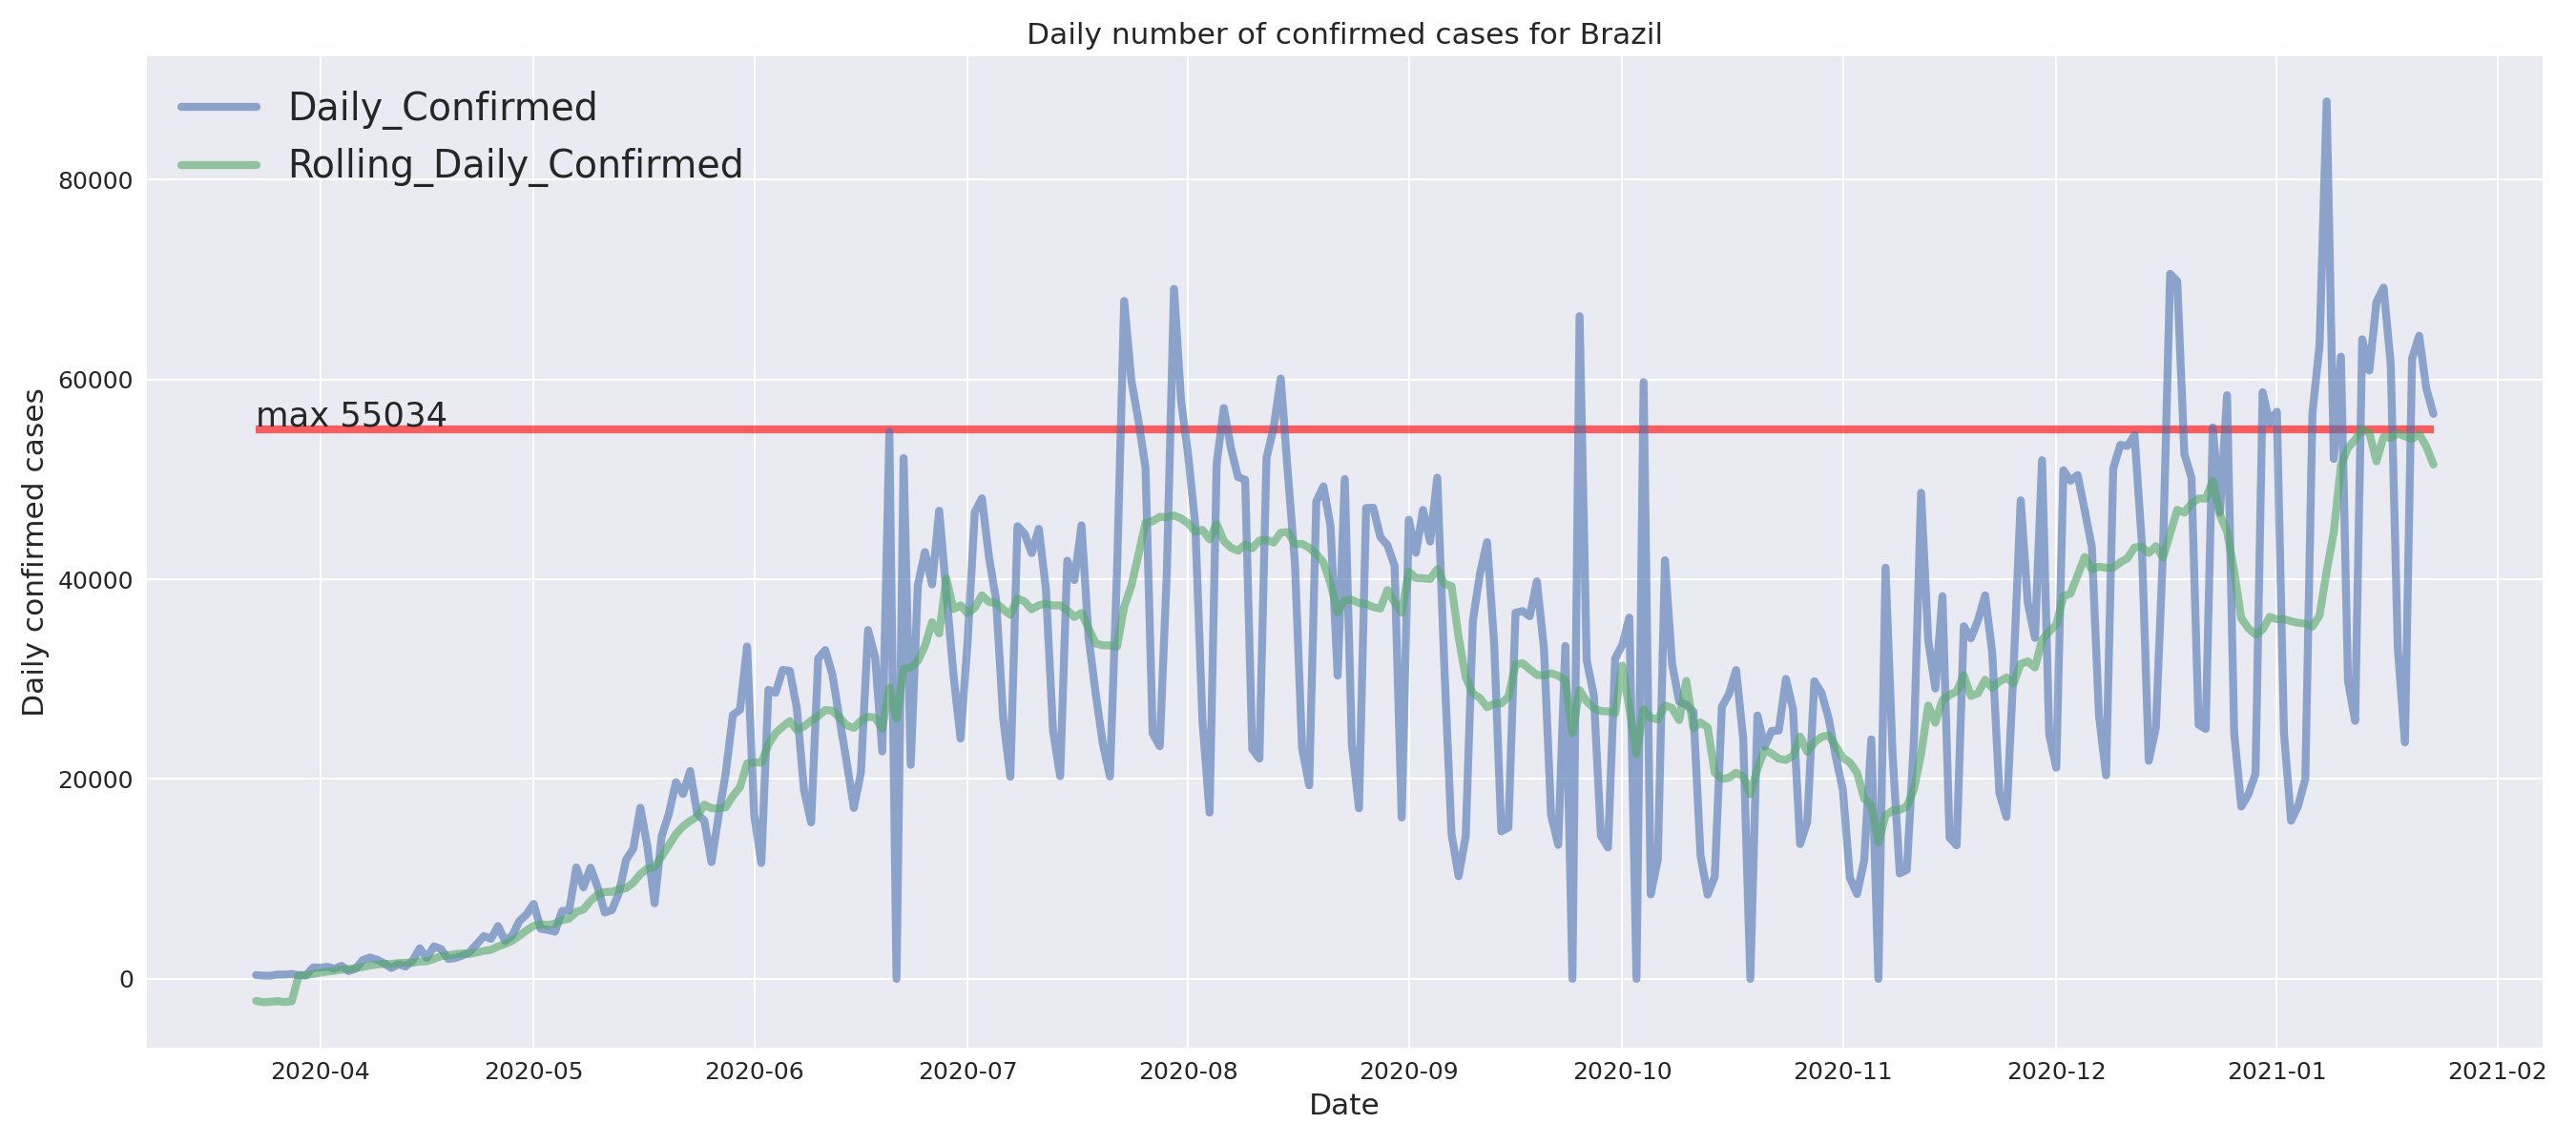 Daily number of confirmed cases for Brazil
Daily_Confirmed
Rolling_Daily_Confirmed
80000
60000
max 55034
40000
20000
0
Daily confirmed cases
2020-04 2020-05 2020-06 2020-07 2020-08 2020-09 2020-10 2020-11 2020-12 2021-01 2021-02
Date